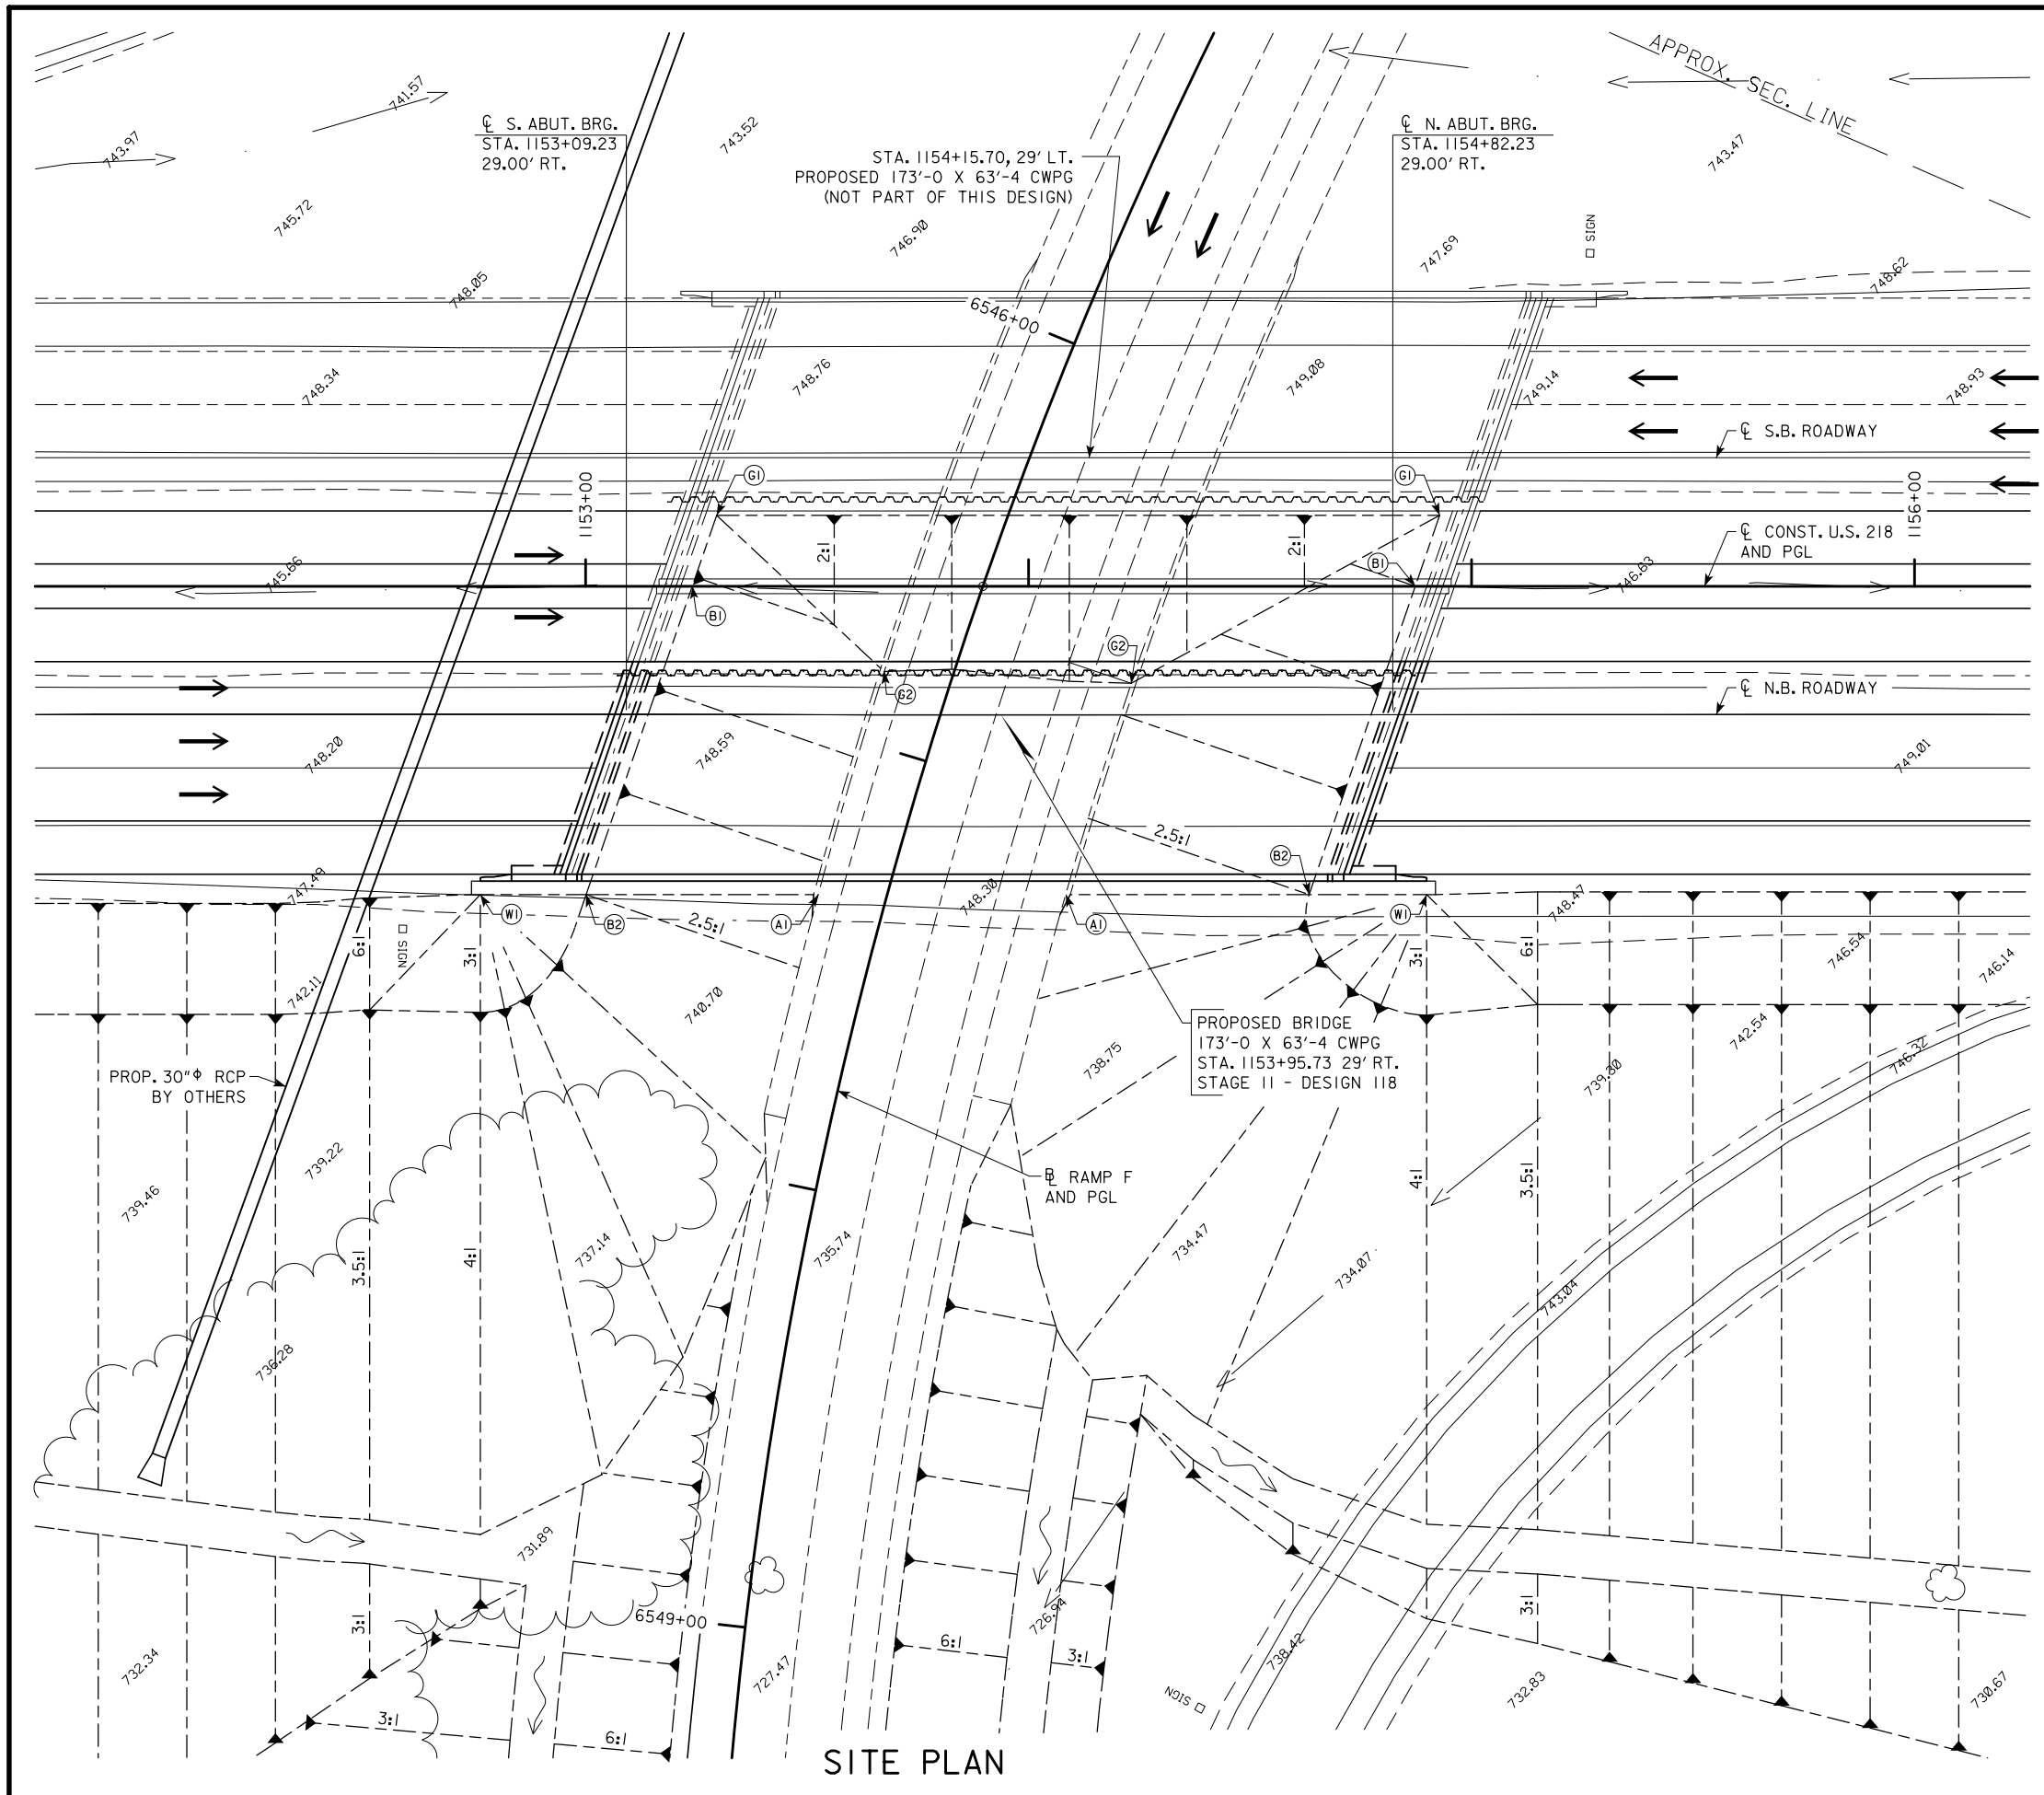 APPROX. SEC. LINE
741.57
743.97
743.52
743.47
℄ S. ABUT. BRG.
STA. 1153+09.23
29.00' RT.
STA. 1154+15.70, 29' LT.
PROPOSED 173'-0 X 63'-4 CWPG
(NOT PART OF THIS DESIGN)
℄ N. ABUT. BRG.
STA. 1154+82.23
29.00' RT.
745.72
746.90
747.69
SIGN
748.05
748.62
6546+00
748.34
748.76
749.08
749.14
748.93
℄ S.B. ROADWAY
G1
G1
1153+00
1156+00
2:1
2:1
℄ CONST. U.S. 218
AND PGL
745.66
B1
746.63
B1
G2
G2
℄ N.B. ROADWAY
748.20
748.59
749.01
2.5:1
B2
747.49
748.30
748.47
W1
B2
A1
A1
W1
2.5:1
6:1
SIGN
3:1
3:1
6:1
746.54
746.14
742.11
740.70
738.75
742.54
746.32
739.80
PROPOSED BRIDGE
173'-0 X 63'-4 CWPG
STA. 1153+95.73 29' RT.
STAGE 11 - DESIGN 118
PROP. 30"ϕ RCP
BY OTHERS
739.22
739.46
℄ RAMP F
AND PGL
4:1
3.5:1
3.5:1
4:1
737.14
735.74
734.47
734.07
743.04
736.28
731.89
6549+00
726.94
3:1
3:1
732.34
727.47
6:1
3:1
738.42
SIGN
732.83
730.67
3:1
6:1
SITE PLAN